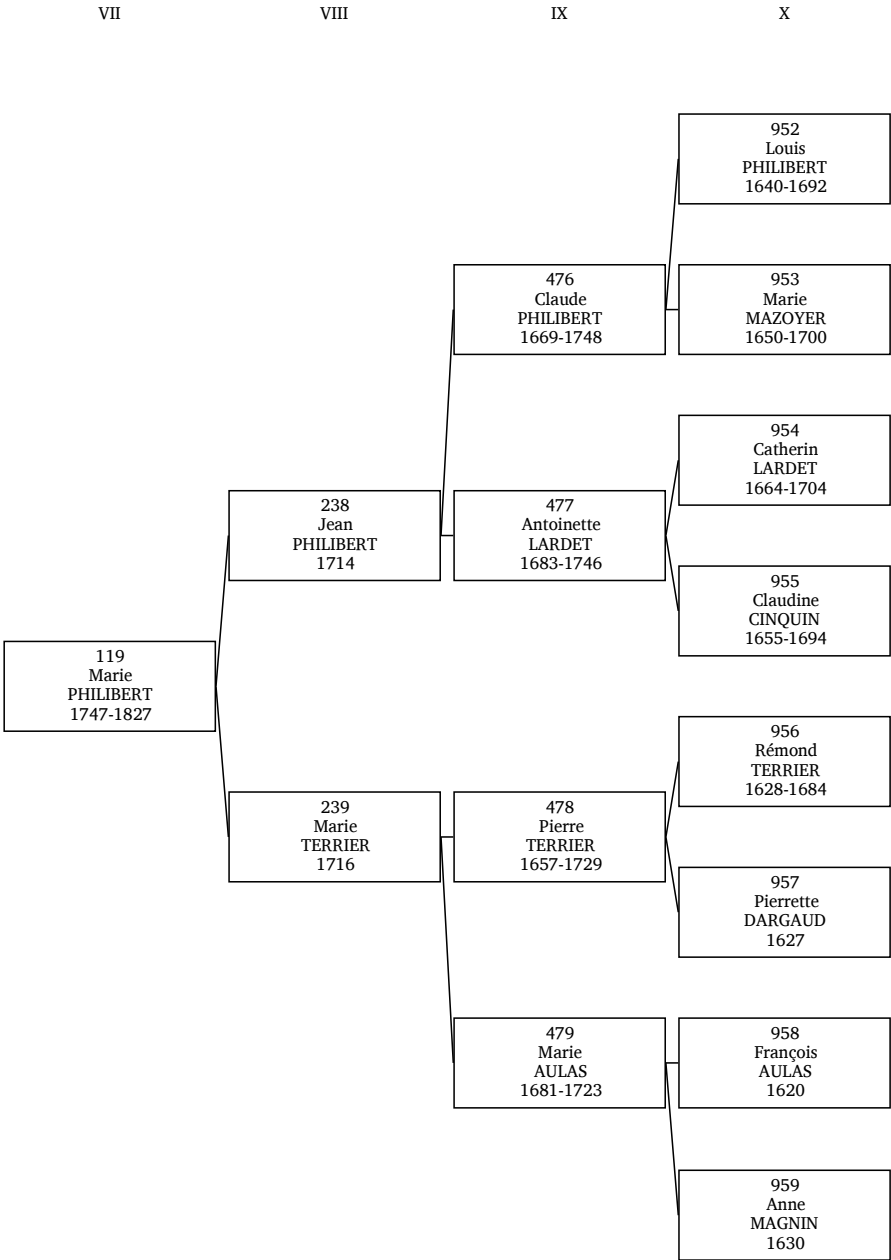 VII VIII IX X
952
Louis
PHILIBERT
1640-1692
476
Claude
PHILIBERT
1669-1748
953
Marie
MAZOYER
1650-1700
954
Catherin
LARDET
1664-1704
238
Jean
PHILIBERT
1714
477
Antoinette
LARDET
1683-1746
955
Claudine
CINQUIN
1655-1694
119
Marie
PHILIBERT
1747-1827
956
Rémond
TERRIER
1628-1684
239
Marie
TERRIER
1716
478
Pierre
TERRIER
1657-1729
957
Pierrette
DARGAUD
1627
479
Marie
AULAS
1681-1723
958
François
AULAS
1620
959
Anne
MAGNIN
1630